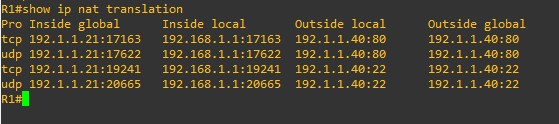 R1#show ip nat translation
Pro Inside global Inside local Outside local Outside global
tcp 192.1.1.21:17163 192.168.1.1:17163 192.1.1.40:80 192.1.1.40:80
udp 192.1.1.21:17622 192.168.1.1:17622 192.1.1.40:80 192.1.1.40:80
tcp 192.1.1.21:19241 192.168.1.1:19241 192.1.1.40:22 192.1.1.40:22
udp 192.1.1.21:20665 192.168.1.1:20665 192.1.1.40:22 192.1.1.40:22
R1#